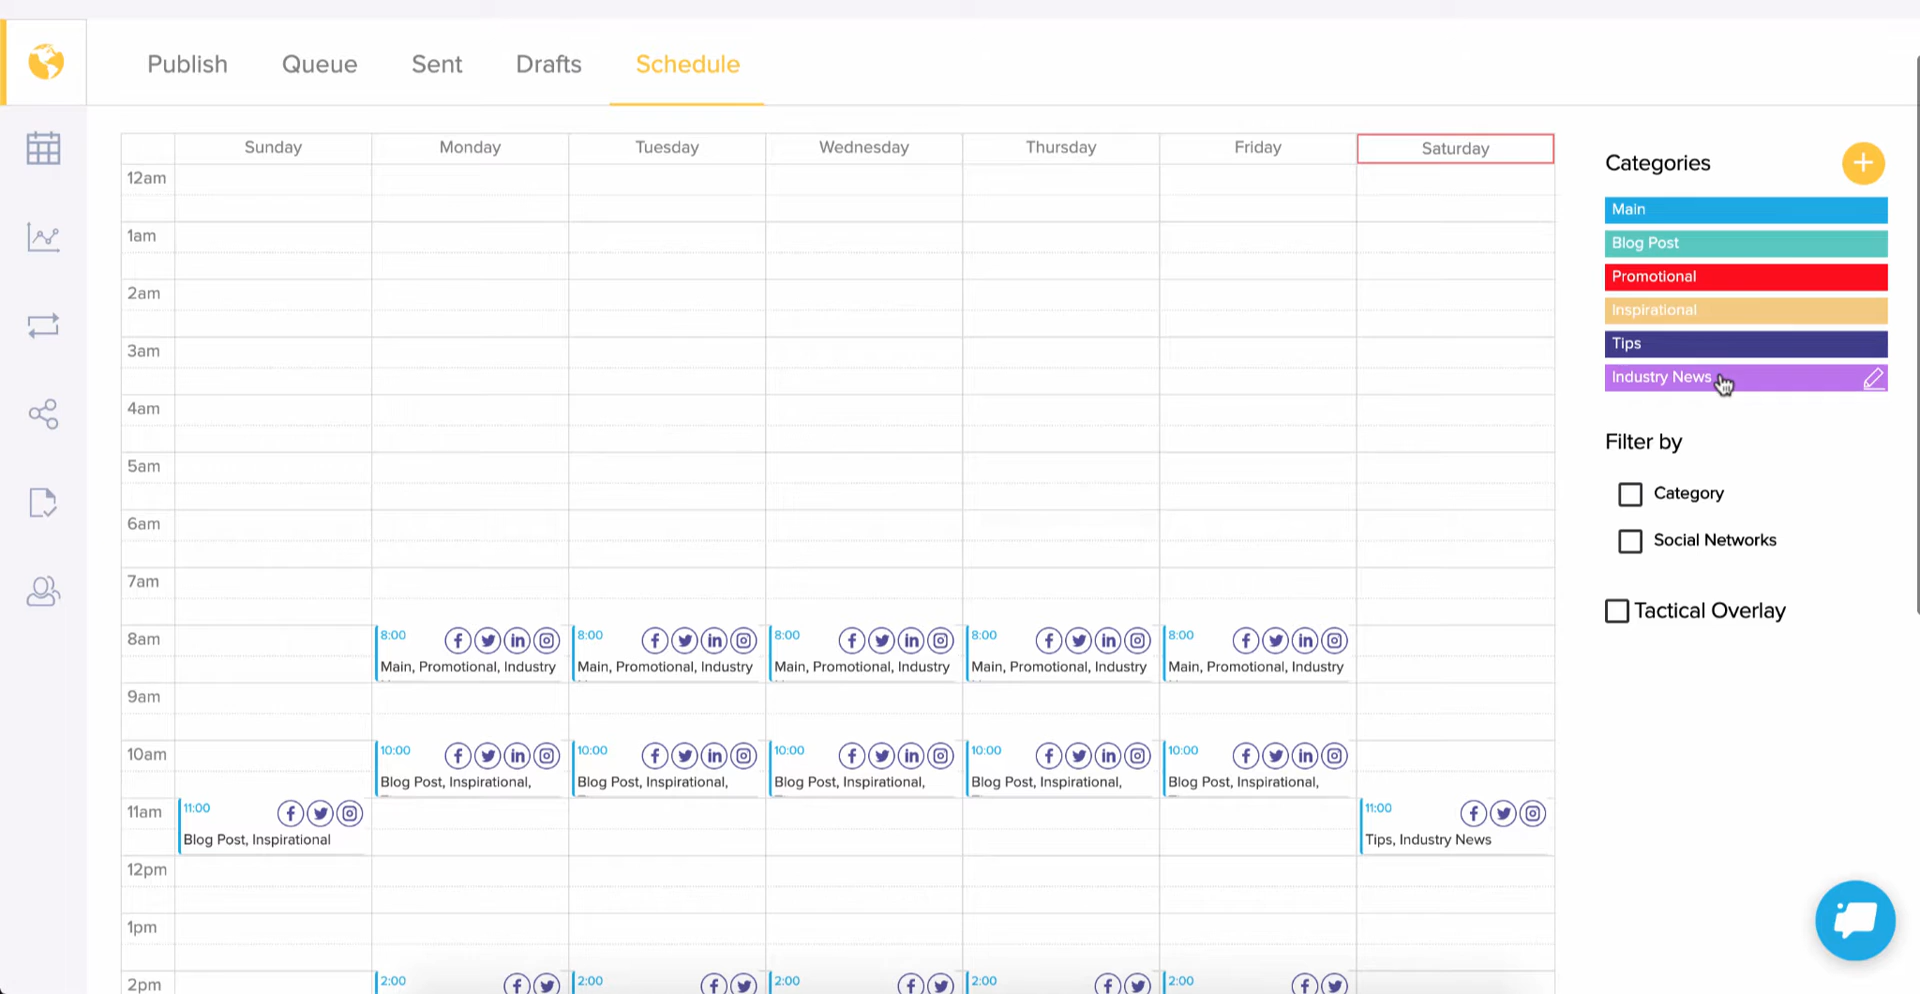 Publish Queue Sent Drafts Schedule
Sunday Monday Tuesday Wednesday Thursday Friday Saturday
Categories
+
12am
Main
1am
Blog Post
2am
Promotional
Inspirational
3am
Tips
Industry News
4am
Filter by
5am
Category
6am
Social Networks
7am
Tactical Overlay
8am
8:00 8:00 8:00 8:00 8:00
Main, Promotional, Industry Main, Promotional, Industry Main, Promotional, Industry Main, Promotional, Industry Main, Promotional, Industry
9am
10am
10:00 10:00 10:00 10:00 10:00
Blog Post, Inspirational, Blog Post, Inspirational, Blog Post, Inspirational, Blog Post, Inspirational, Blog Post, Inspirational,
11am
11:00 11:00
Blog Post, Inspirational Tips, Industry News
12pm
1pm
2pm
2:00 2:00 2:00 2:00 2:00